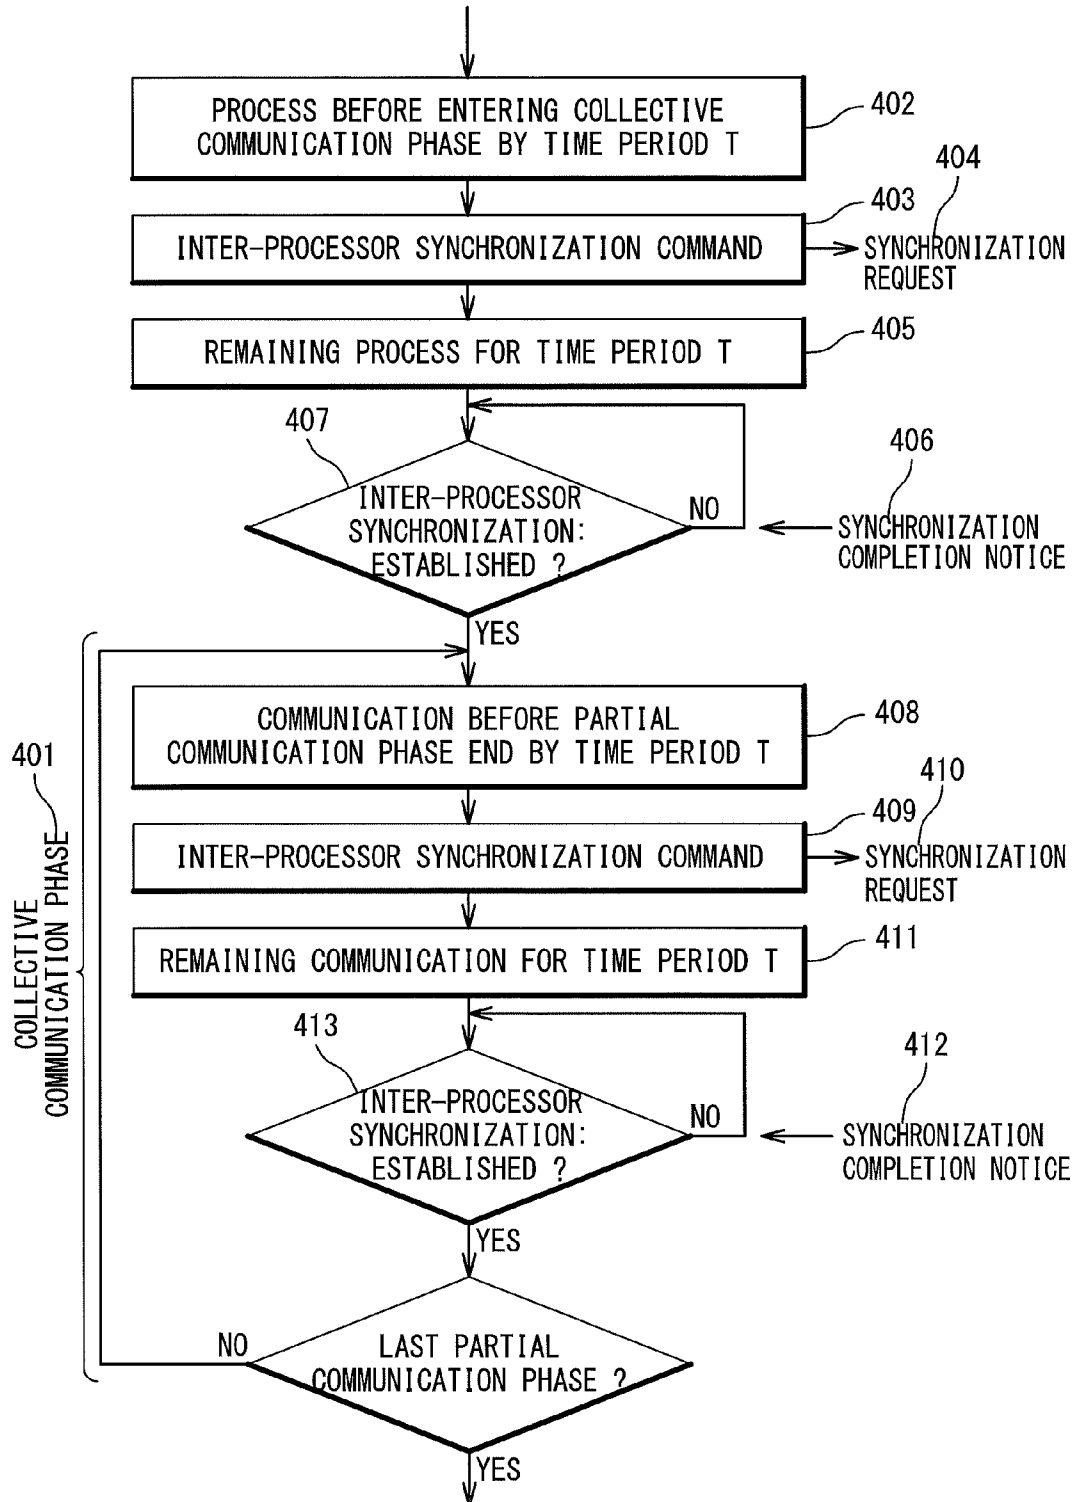 PROCESS BEFORE ENTERING COLLECTIVE
COMMUNICATION PHASE BY TIME PERIOD T
402
404
403
INTER-PROCESSOR SYNCHRONIZATION COMMAND
SYNCHRONIZATION
REQUEST
405
REMAINING PROCESS FOR TIME PERIOD T
407
406
INTER-PROCESSOR
SYNCHRONIZATION:
ESTABLISHED ?
NO
SYNCHRONIZATION
COMPLETION NOTICE
YES
401
COLLECTIVE
COMMUNICATION PHASE
COMMUNICATION BEFORE PARTIAL
COMMUNICATION PHASE END BY TIME PERIOD T
408
410
409
INTER-PROCESSOR SYNCHRONIZATION COMMAND
SYNCHRONIZATION
REQUEST
411
REMAINING COMMUNICATION FOR TIME PERIOD T
413
412
INTER-PROCESSOR
SYNCHRONIZATION:
ESTABLISHED ?
NO
SYNCHRONIZATION
COMPLETION NOTICE
YES
NO
LAST PARTIAL
COMMUNICATION PHASE ?
YES